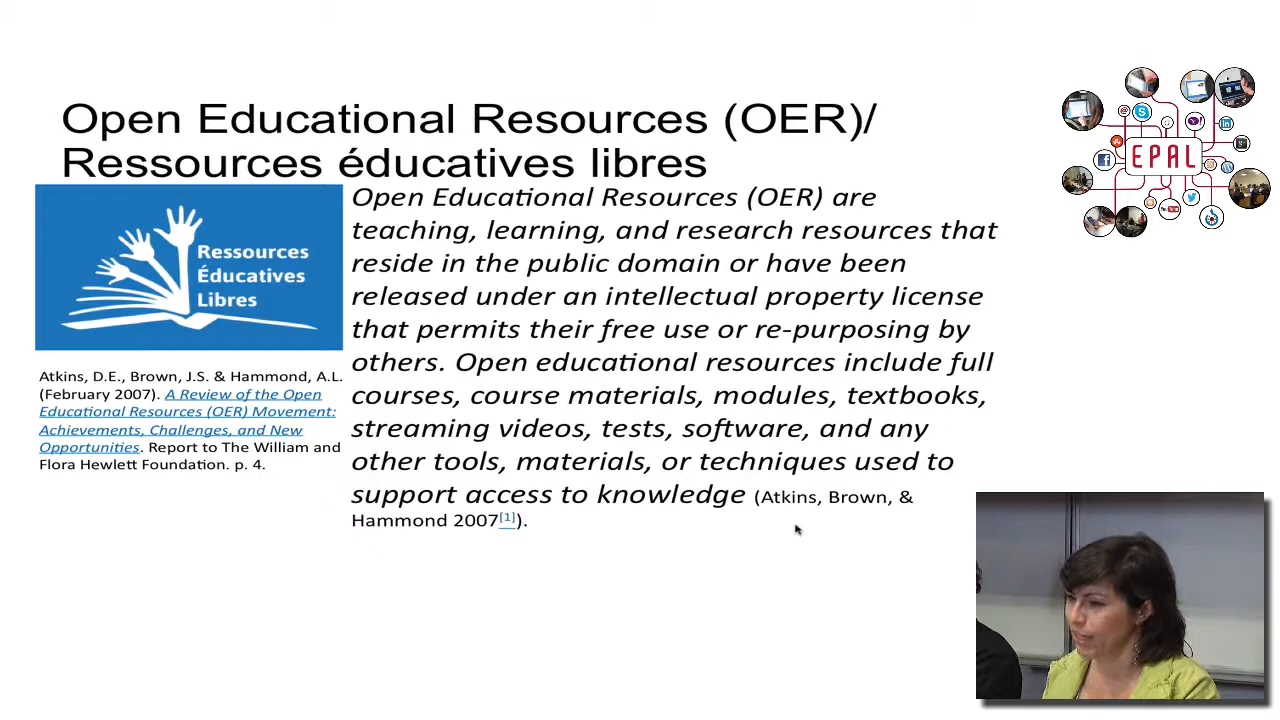 Open Educational Resources (OER)/
Ressources éducatives libres
EPAL
Ressources
Éducatives
Libres
Atkins, D.E., Brown, J.S. & Hammond, A.L.
(February 2007). A Review of the Open
Educational Resources (OER) Movement:
Achievements, Challenges, and New
Opportunities. Report to The William and
Flora Hewlett Foundation. p. 4.
Open Educational Resources (OER) are
teaching, learning, and research resources that
reside in the public domain or have been
released under an intellectual property license
that permits their free use or re-purposing by
others. Open educational resources include full
courses, course materials, modules, textbooks,
streaming videos, tests, software, and any
other tools, materials, or techniques used to
support access to knowledge (Atkins, Brown, &
Hammond 2007[1]).